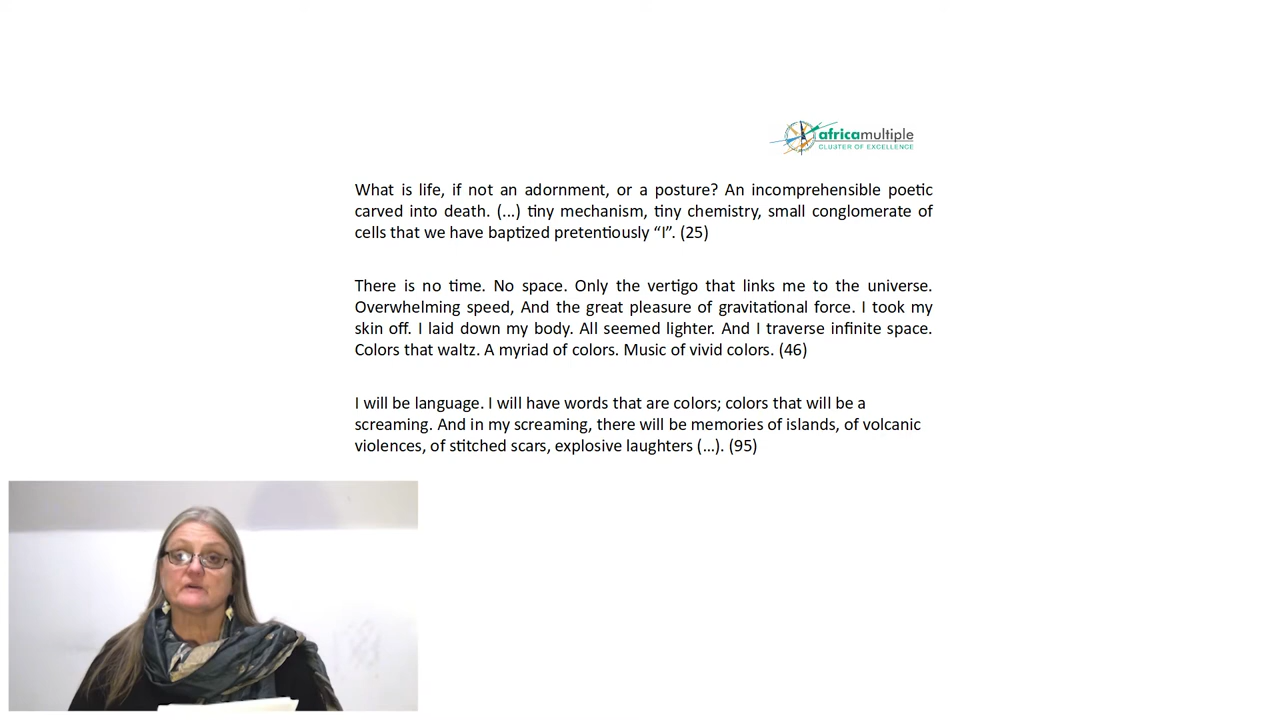 africamultiple
CLUSTER OF EXCELLENCE
What is life, if not an adornment, or a posture? An incomprehensible poetic
carved into death. (...) tiny mechanism, tiny chemistry, small conglomerate of
cells that we have baptized pretentiously “I”. (25)
There is no time. No space. Only the vertigo that links me to the universe.
Overwhelming speed, And the great pleasure of gravitational force. I took my
skin off. I laid down my body. All seemed lighter. And I traverse infinite space.
Colors that waltz. A myriad of colors. Music of vivid colors. (46)
I will be language. I will have words that are colors; colors that will be a
screaming. And in my screaming, there will be memories of islands, of volcanic
violences, of stitched scars, explosive laughters (…). (95)